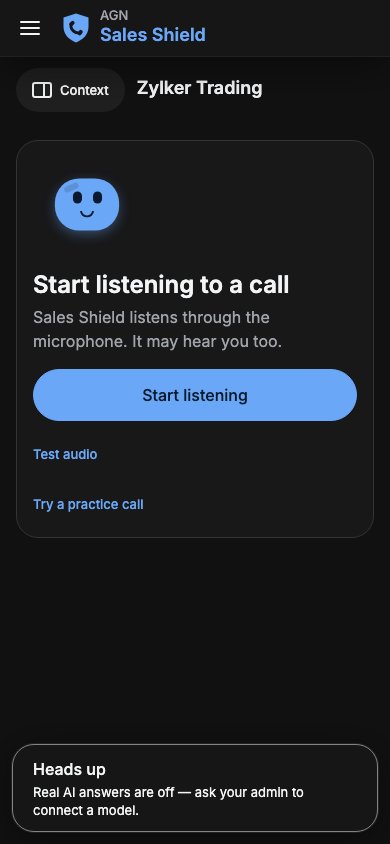 AGN
Sales Shield
Context
Zylker Trading
Start listening to a call
Sales Shield listens through the
microphone. It may hear you too.
Start listening
Test audio
Try a practice call
Heads up
Real AI answers are off — ask your admin to
connect a model.